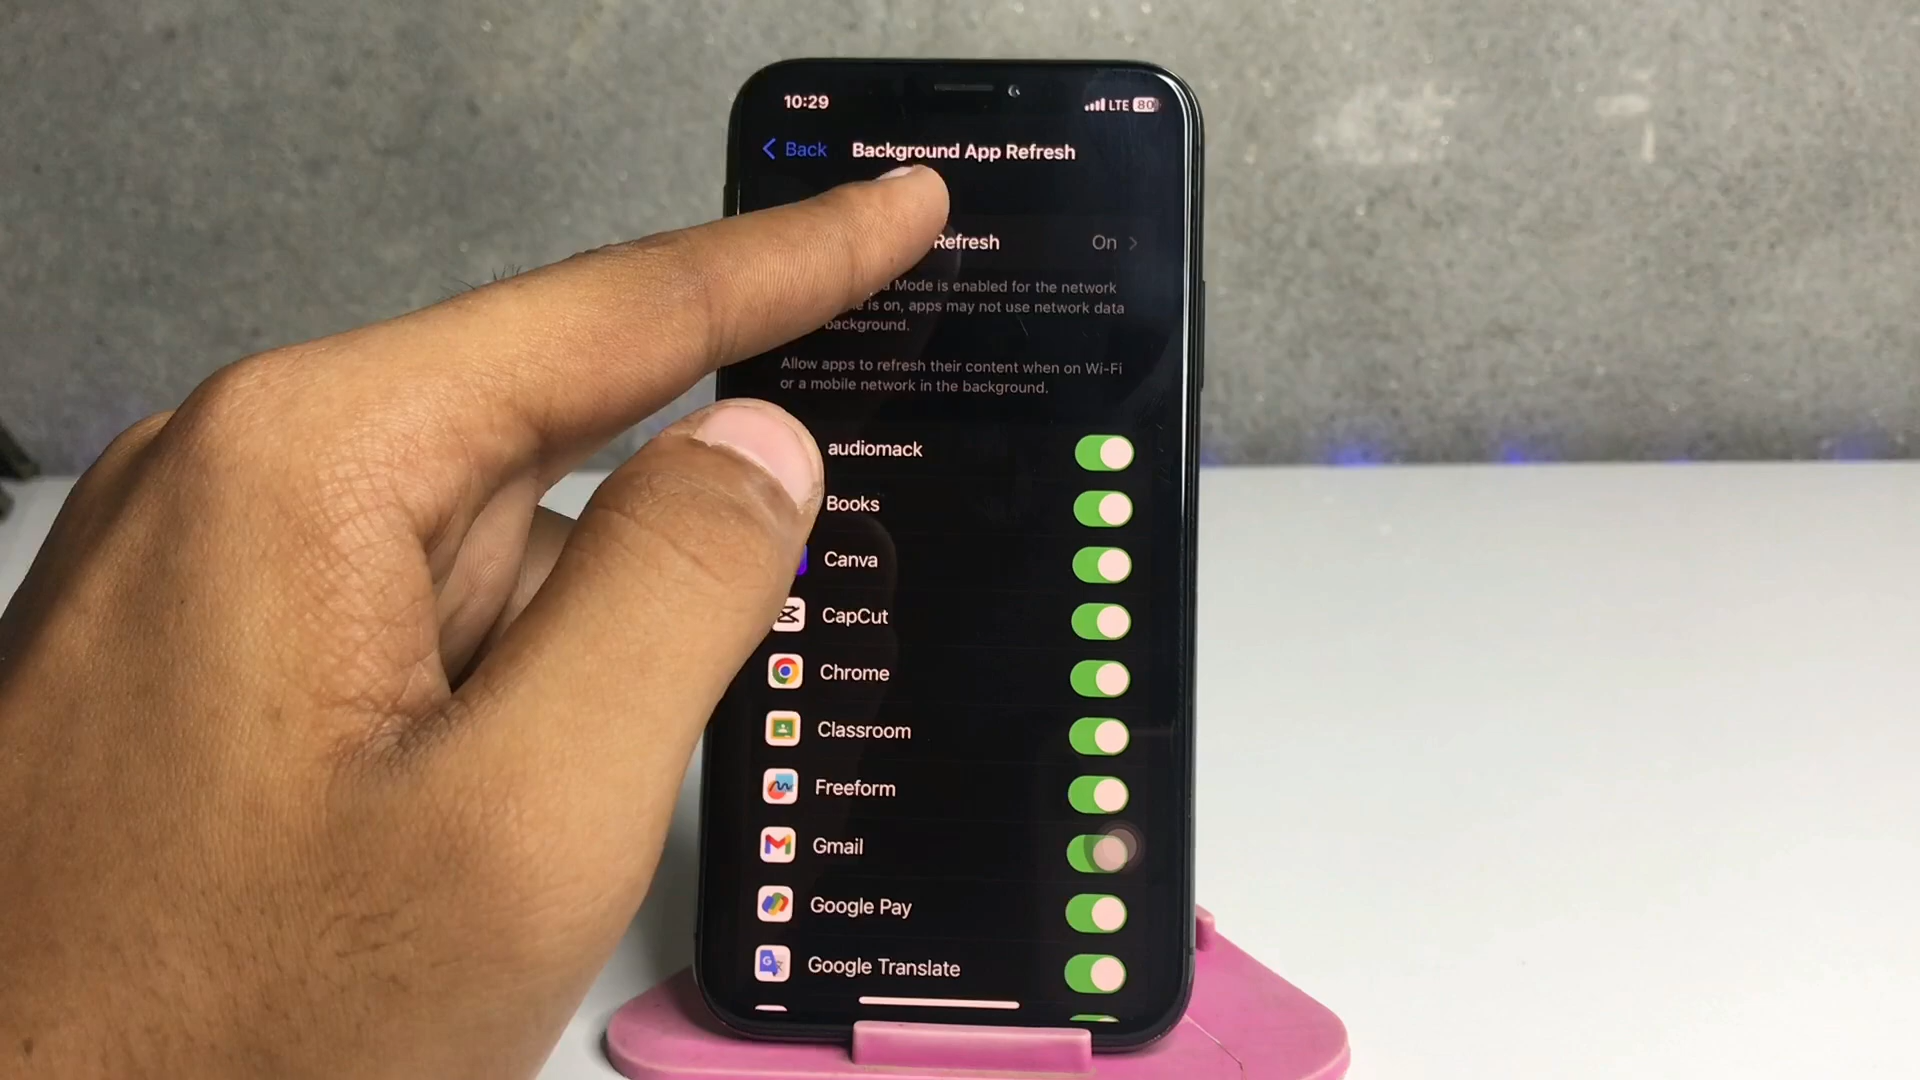 10:29 LTE 80
Back Background App Refresh
Refresh On
Mode is enabled for the network
is on, apps may not use network data
background.
Allow apps to refresh their content when on Wi-Fi
or a mobile network in the background.
audiomack
Books
Canva
CapCut
Chrome
Classroom
Freeform
Gmail
Google Pay
Google Translate